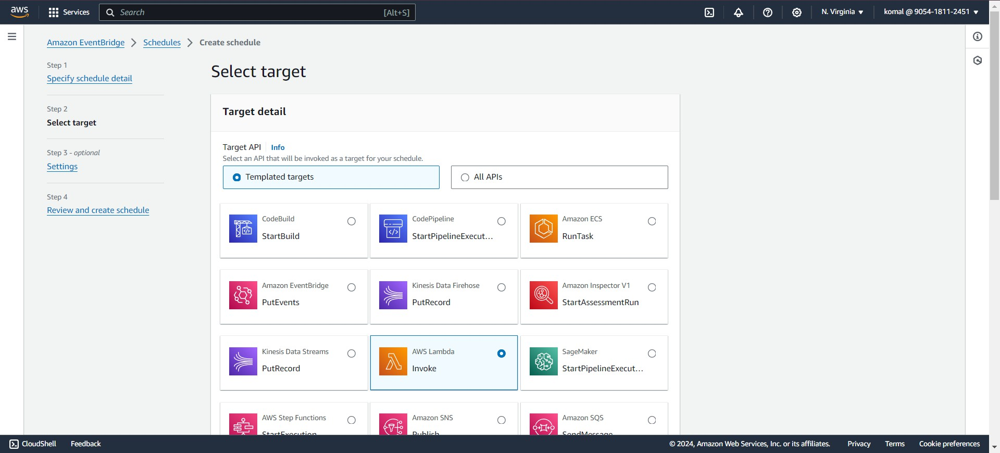 aws
Services
Search
[Alt+S]
N. Virginia
komal @ 9054-1811-2451
Amazon EventBridge
Schedules
Create schedule
Step 1
Specify schedule detail
Step 2
Select target
Step 3 - optional
Settings
Step 4
Review and create schedule
Select target
Target detail
Target API
Info
Select an API that will be invoked as a target for your schedule.
Templated targets
All APIs
CodeBuild
StartBuild
CodePipeline
StartPipelineExecut...
Amazon ECS
RunTask
Amazon EventBridge
PutEvents
Kinesis Data Firehose
PutRecord
Amazon Inspector V1
StartAssessmentRun
Kinesis Data Streams
PutRecord
AWS Lambda
Invoke
SageMaker
StartPipelineExecut...
AWS Step Functions
StartExecution
Amazon SNS
Publish
Amazon SQS
SendMessage
CloudShell
Feedback
© 2024, Amazon Web Services, Inc. or its affiliates.
Privacy
Terms
Cookie preferences